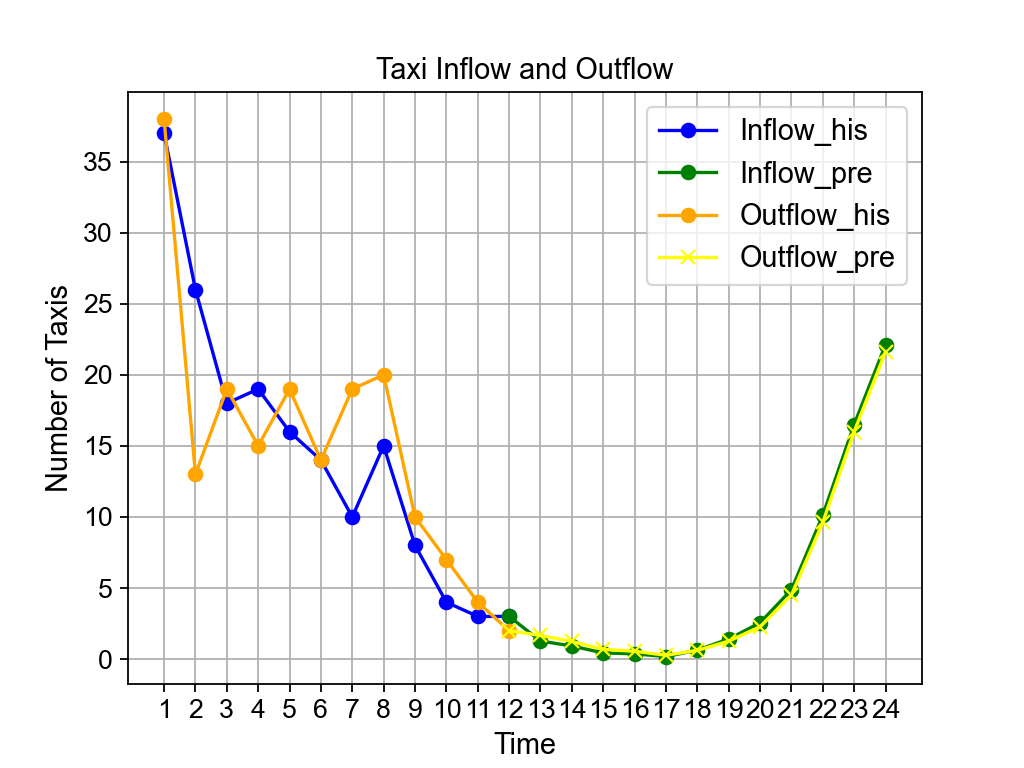 Taxi Inflow and Outflow
Inflow_his
Inflow_pre
Outflow_his
Outflow_pre
Number of Taxis
35
30
25
20
15
10
5
0
1 2 3 4 5 6 7 8 9 10 11 12 13 14 15 16 17 18 19 20 21 22 23 24
Time